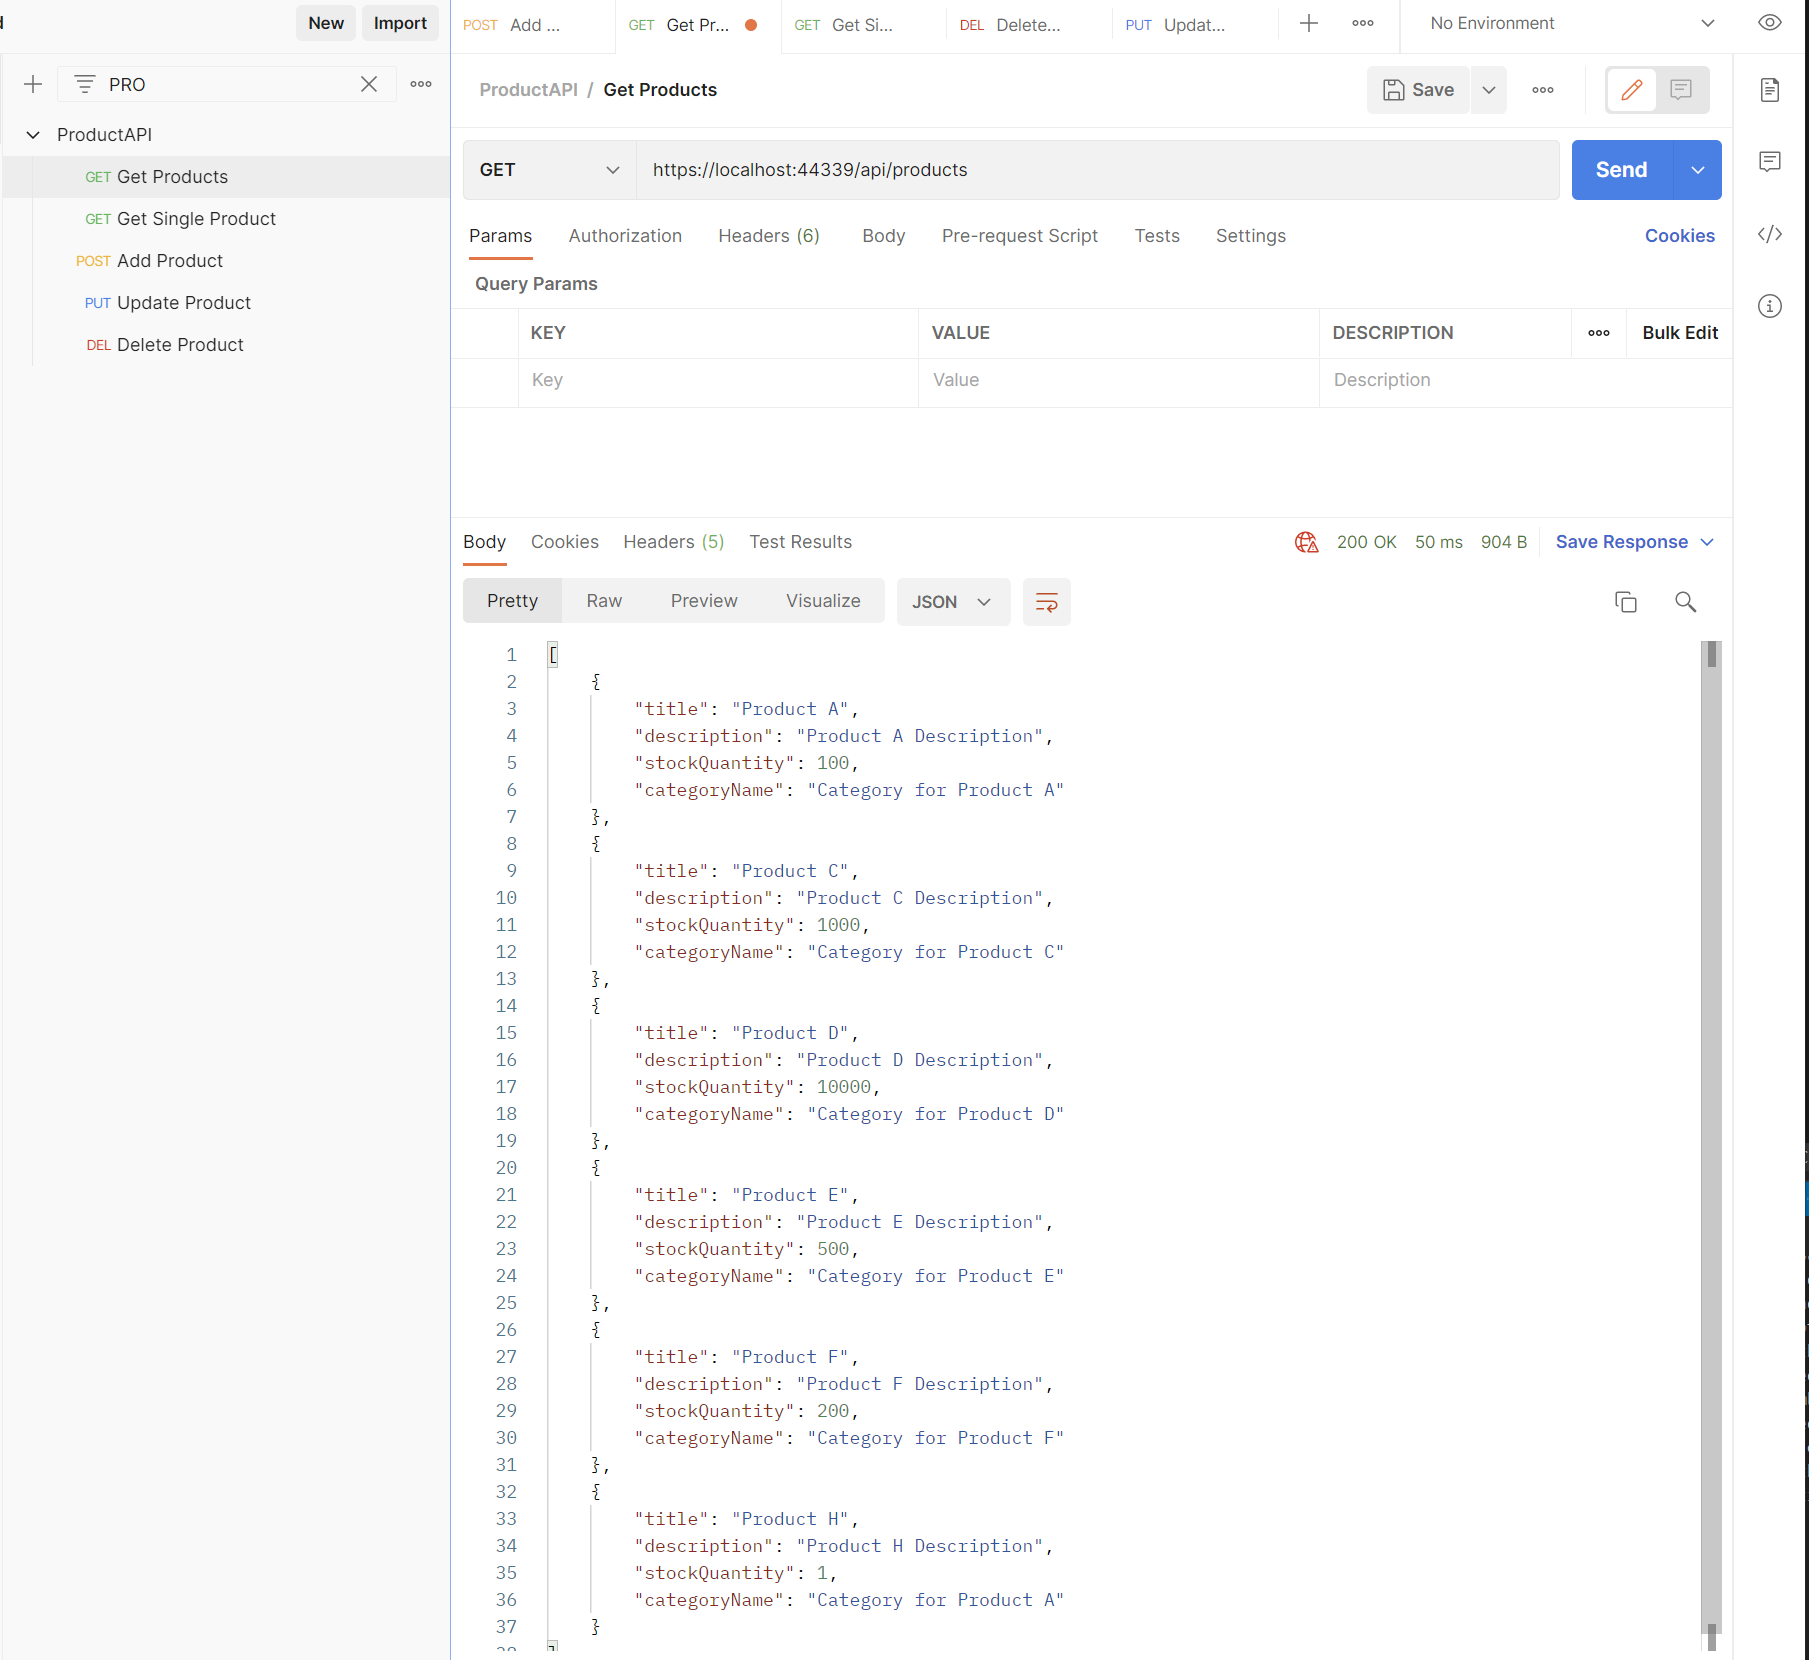 New Import
POST Add ... GET Get Pr... GET Get Si... DEL Delete... PUT Updat... No Environment
PRO
ProductAPI / Get Products Save
ProductAPI
GET Get Products
GET Get Single Product
POST Add Product
PUT Update Product
DEL Delete Product
GET https://localhost:44339/api/products Send
Params Authorization Headers (6) Body Pre-request Script Tests Settings Cookies
Query Params
KEY VALUE DESCRIPTION Bulk Edit
Key Value Description
Body Cookies Headers (5) Test Results 200 OK 50 ms 904 B Save Response
Pretty Raw Preview Visualize JSON
1 [
2 {
3 "title": "Product A",
4 "description": "Product A Description",
5 "stockQuantity": 100,
6 "categoryName": "Category for Product A"
7 },
8 {
9 "title": "Product C",
10 "description": "Product C Description",
11 "stockQuantity": 1000,
12 "categoryName": "Category for Product C"
13 },
14 {
15 "title": "Product D",
16 "description": "Product D Description",
17 "stockQuantity": 10000,
18 "categoryName": "Category for Product D"
19 },
20 {
21 "title": "Product E",
22 "description": "Product E Description",
23 "stockQuantity": 500,
24 "categoryName": "Category for Product E"
25 },
26 {
27 "title": "Product F",
28 "description": "Product F Description",
29 "stockQuantity": 200,
30 "categoryName": "Category for Product F"
31 },
32 {
33 "title": "Product H",
34 "description": "Product H Description",
35 "stockQuantity": 1,
36 "categoryName": "Category for Product A"
37 }